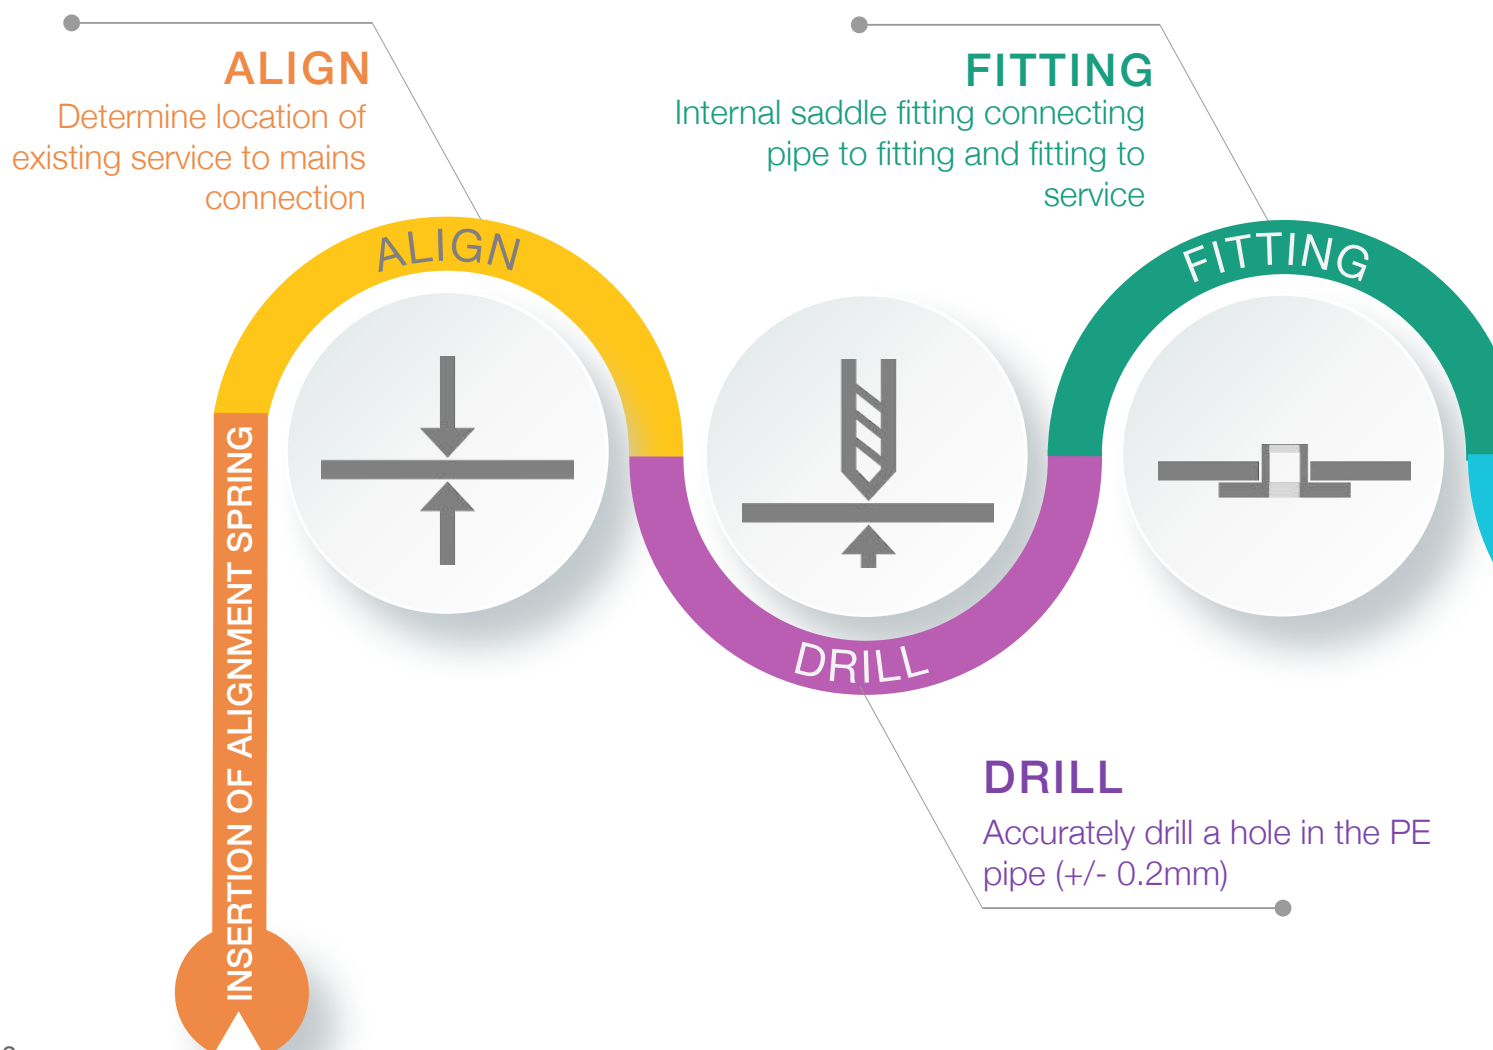 ALIGN
Determine location of
existing service to mains
connection
FITTING
Internal saddle fitting connecting
pipe to fitting and fitting to
service
ALIGN
FITTING
INSERTION OF ALIGNMENT SPRING
DRILL
DRILL
Accurately drill a hole in the PE
pipe (+/- 0.2mm)